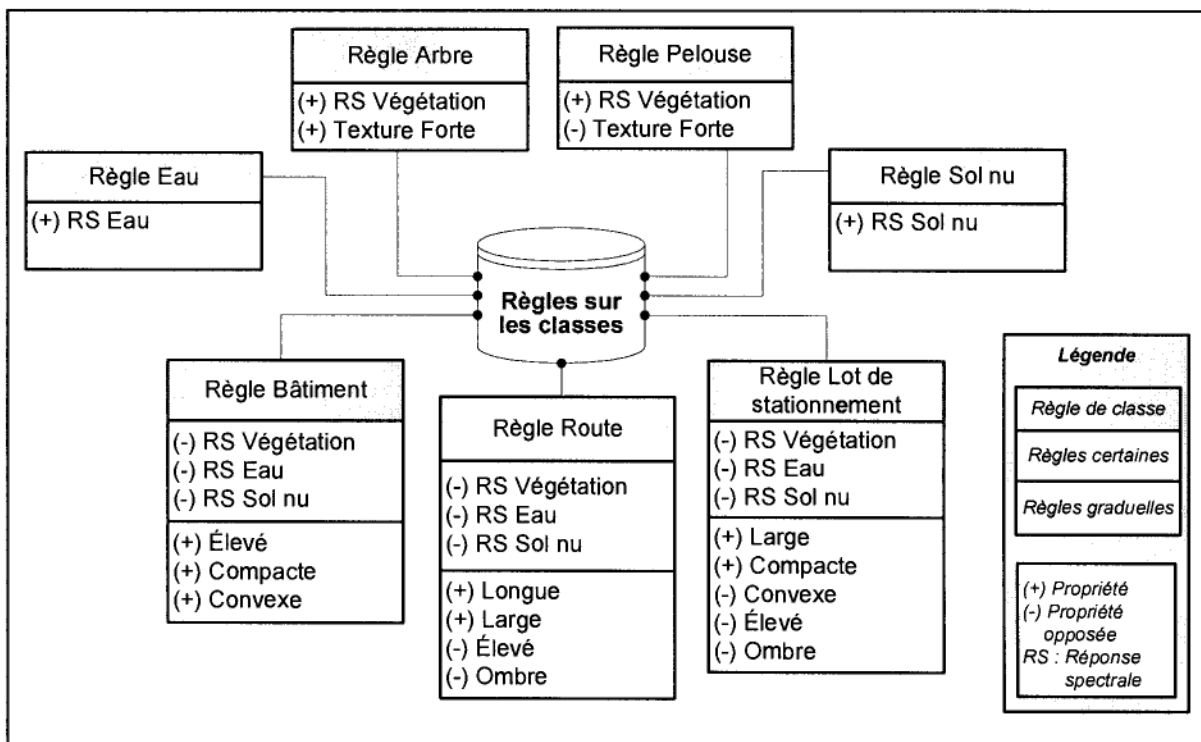 Règle Arbre
(+) RS Végétation
(+) Texture Forte
Règle Pelouse
(+) RS Végétation
(-) Texture Forte
Règle Eau
(+) RS Eau
Règle Sol nu
(+) RS Sol nu
Règles sur
les classes
Règle Bâtiment
(-) RS Végétation
(-) RS Eau
(-) RS Sol nu
(+) Élevé
(+) Compacte
(+) Convexe
Règle Route
(-) RS Végétation
(-) RS Eau
(-) RS Sol nu
(+) Longue
(+) Large
(-) Élevé
(-) Ombre
Règle Lot de
stationnement
(-) RS Végétation
(-) RS Eau
(-) RS Sol nu
(+) Large
(+) Compacte
(-) Convexe
(-) Élevé
(-) Ombre
Légende
Règle de classe
Règles certaines
Règles graduelles
(+) Propriété
(-) Propriété
opposée
RS : Réponse
spectrale